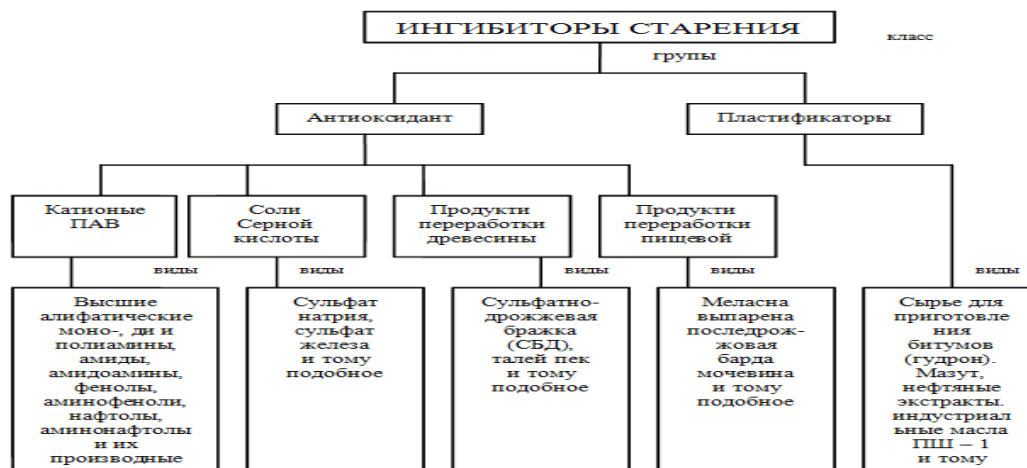 ИНГИБИТОРЫ СТАРЕНИЯ
класс
групы
Антиоксидант
Пластификаторы
Катионые
ПАВ
Соли
Серной
кислоты
Продукти
переработки
древесины
Продукти
переработки
пищевой
виды
виды
виды
виды
виды
Высшие
алифатические
моно-, ди и
полиамины,
амиды,
амидоамины,
фенолы,
аминофеноли,
нафтолы,
аминонафтолы
и их
производные
Сульфат
натрия,
сульфат
железа
и тому
подобное
Сульфатно-
дрожжевая
бражка
(СБД),
талей пек
и тому
подобное
Меласна
выпарена
последрож-
жовая
барда
мочевина
и тому
подобное
Сырье для
приготовле
ния
битумов
(гудрон).
Мазут,
нефтяные
экстракты.
индустриал
ьные масла
ПШ – 1
и тому